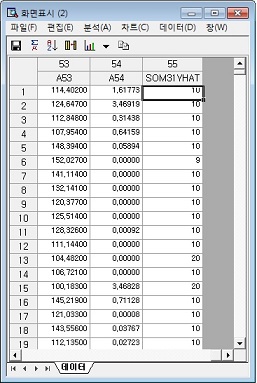 화면표시 (2)
파일(F) 편집(E) 분석(A) 차트(C) 데이터(D) 창(W)
53 54 55
A53 A54 SOM31YHAT
1 114,40200 1,61773 10
2 124,64700 3,46919 10
3 112,84600 0,31438 10
4 107,95400 0,64159 10
5 148,39400 0,05894 10
6 152,02700 0,00000 9
7 141,11400 0,00000 10
8 132,14100 0,00000 10
9 120,37700 0,00000 10
10 125,51400 0,00000 10
11 128,32600 0,00092 10
12 111,14400 0,00000 10
13 104,48200 0,00000 20
14 106,72100 0,00000 10
15 100,18300 3,46828 20
16 145,21900 0,71128 10
17 121,03300 0,00008 10
18 143,55600 0,03767 10
19 112,13500 0,02723 10
데이터